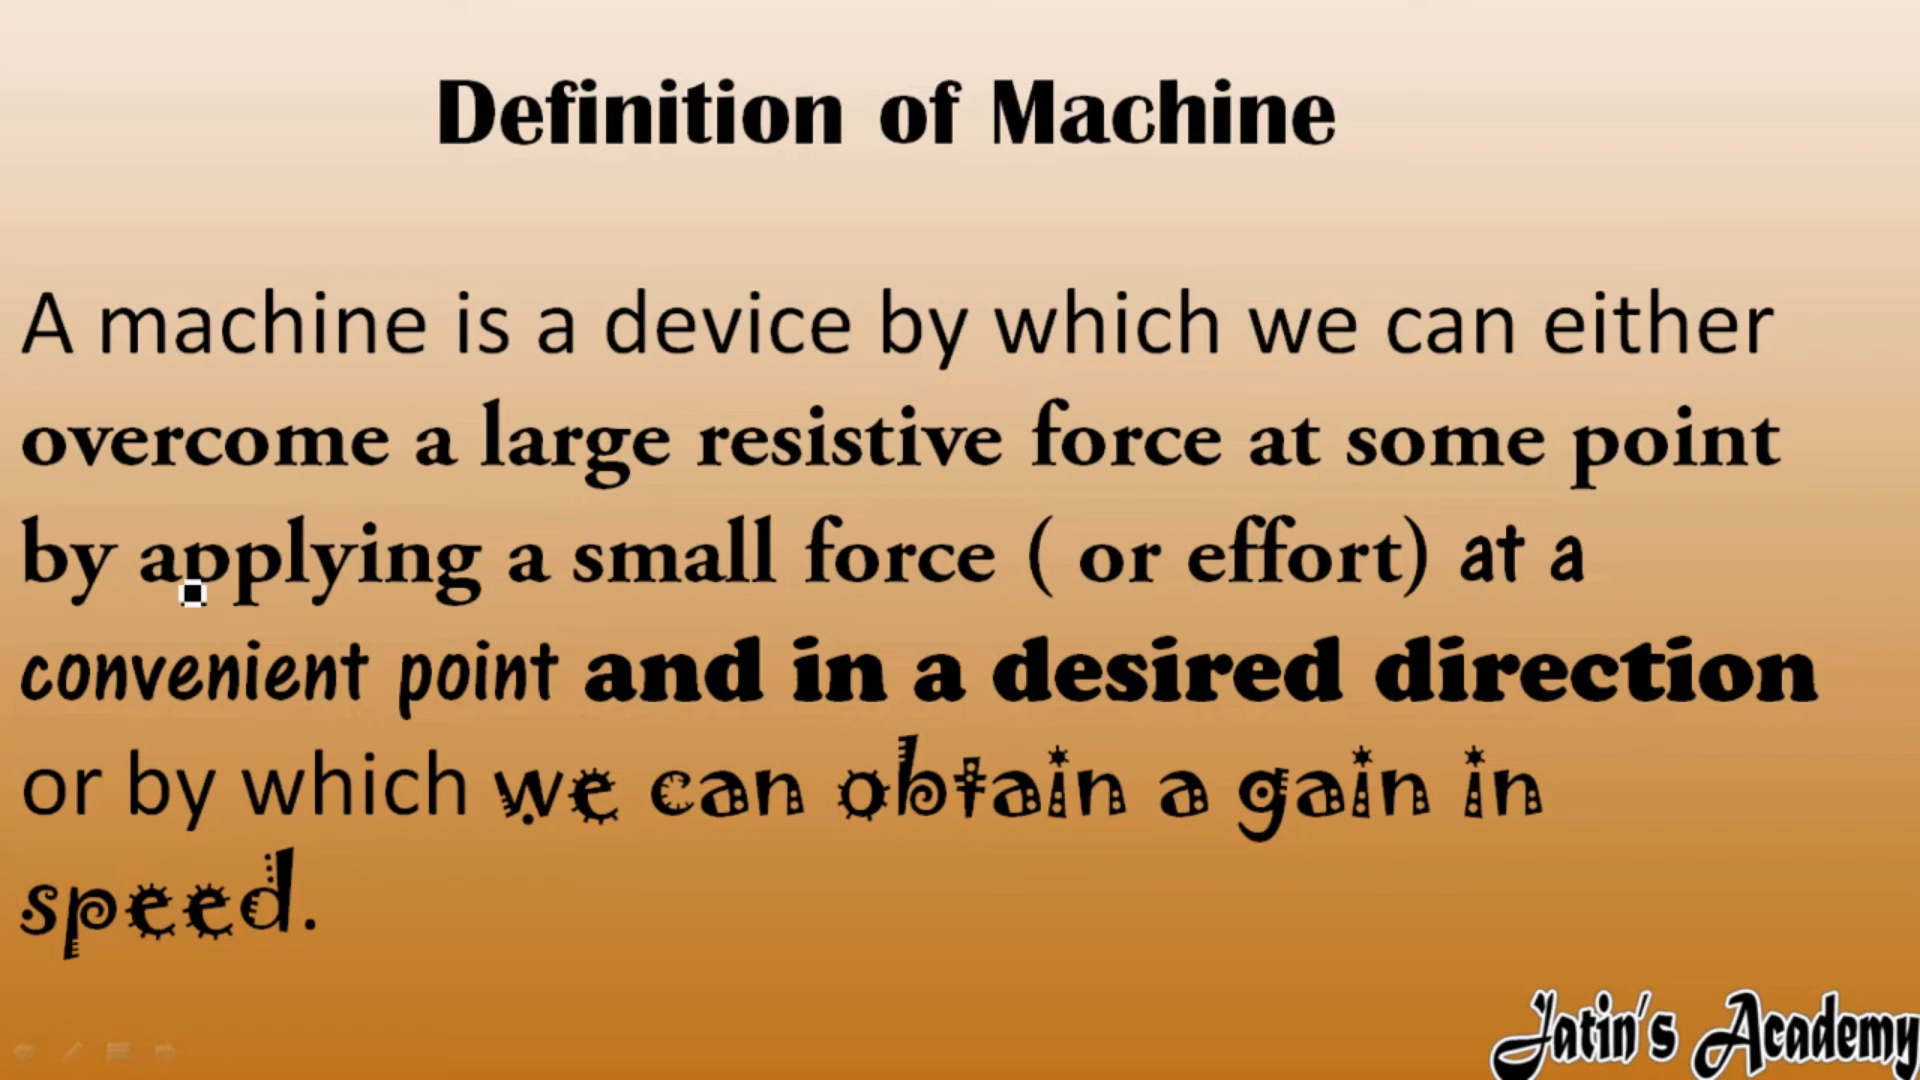 Definition of Machine
A machine is a device by which we can either
overcome a large resistive force at some point
by applying a small force ( or effort) at a
convenient point and in a desired direction
or by which we can obtain a gain in
speed.
Jatin's Academy